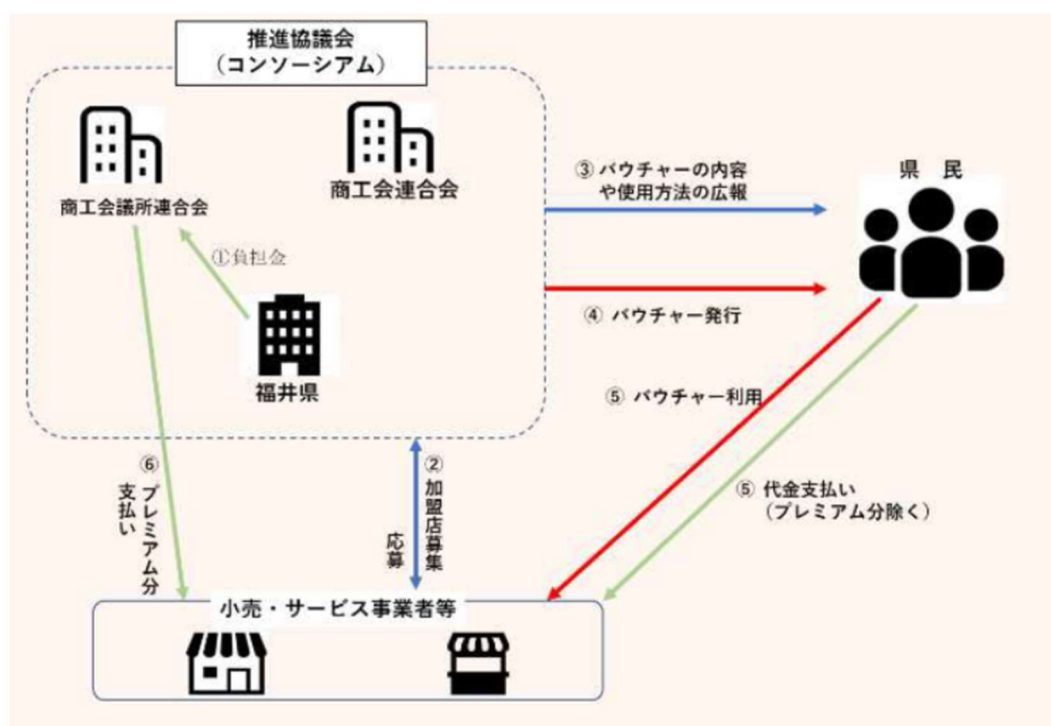 推進協議会
（コンソーシアム）
商工会議所連合会
商工会連合会
①負担金
福井県
③ バウチャーの内容
や使用方法の広報
県 民
④ バウチャー発行
⑤ バウチャー利用
⑤ 代金支払い
（プレミアム分除く）
⑥ プレミアム分
支払い
② 加盟店募集
応募
小売・サービス事業者等